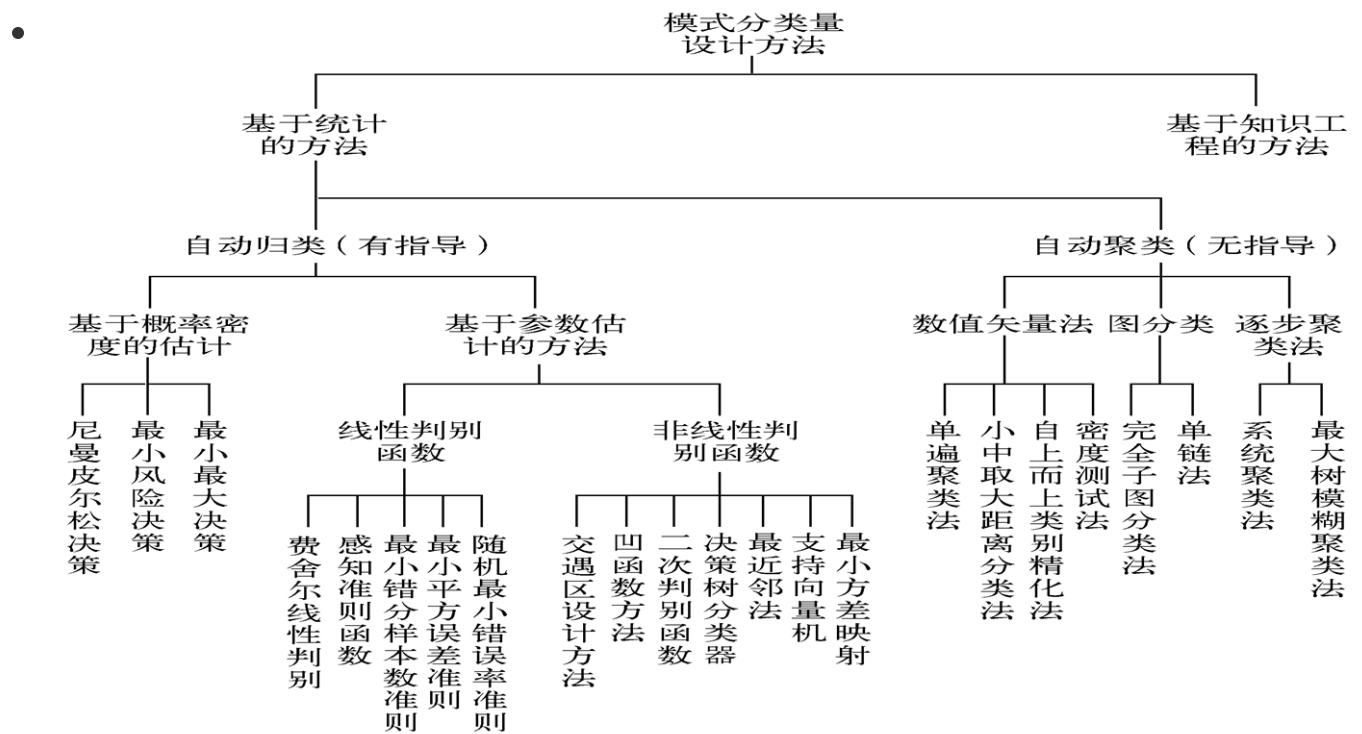 模式分类量
设计方法
基于统计
的方法
基于知识工
程的方法
自动归类（有指导）
自动聚类（无指导）
基于概率密
度的估计
基于参数估
计的方法
数值矢量法
图分类
逐步聚
类法
尼曼皮尔松决策
最小风险决策
最小最大决策
线性判别
函数
非线性判
别函数
单遍聚类法
小中取大距离分类法
自上而上类别精化法
密度测试法
完全子图分类法
单链法
系统聚类法
最大树模糊聚类法
费舍尔线性判别
感知准则函数
最小错分样本数准则
最小平方误差准则
随机最小错误率准则
交遇区设计方法
凹函数方法
二次判别函数
决策树分类器
最近邻法
支持向量机
最小方差映射